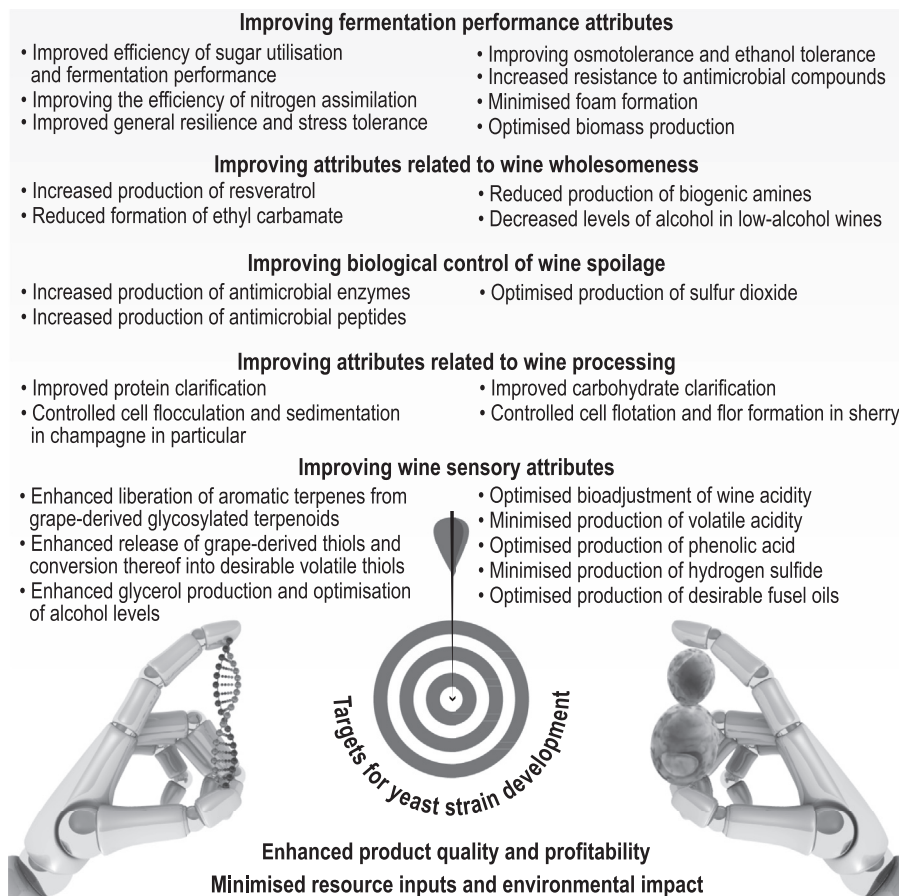 Improving fermentation performance attributes
• Improved efficiency of sugar utilisation
and fermentation performance
• Improving the efficiency of nitrogen assimilation
• Improved general resilience and stress tolerance
• Improving osmotolerance and ethanol tolerance
• Increased resistance to antimicrobial compounds
• Minimised foam formation
• Optimised biomass production
Improving attributes related to wine wholesomeness
• Increased production of resveratrol
• Reduced formation of ethyl carbamate
• Reduced production of biogenic amines
• Decreased levels of alcohol in low-alcohol wines
Improving biological control of wine spoilage
• Increased production of antimicrobial enzymes
• Increased production of antimicrobial peptides
• Optimised production of sulfur dioxide
Improving attributes related to wine processing
• Improved protein clarification
• Controlled cell flocculation and sedimentation
in champagne in particular
• Improved carbohydrate clarification
• Controlled cell flotation and flor formation in sherry
Improving wine sensory attributes
• Enhanced liberation of aromatic terpenes from
grape-derived glycosylated terpenoids
• Enhanced release of grape-derived thiols and
conversion thereof into desirable volatile thiols
• Enhanced glycerol production and optimisation
of alcohol levels
• Optimised bioadjustment of wine acidity
• Minimised production of volatile acidity
• Optimised production of phenolic acid
• Minimised production of hydrogen sulfide
• Optimised production of desirable fusel oils
Targets for yeast strain development
Enhanced product quality and profitability
Minimised resource inputs and environmental impact